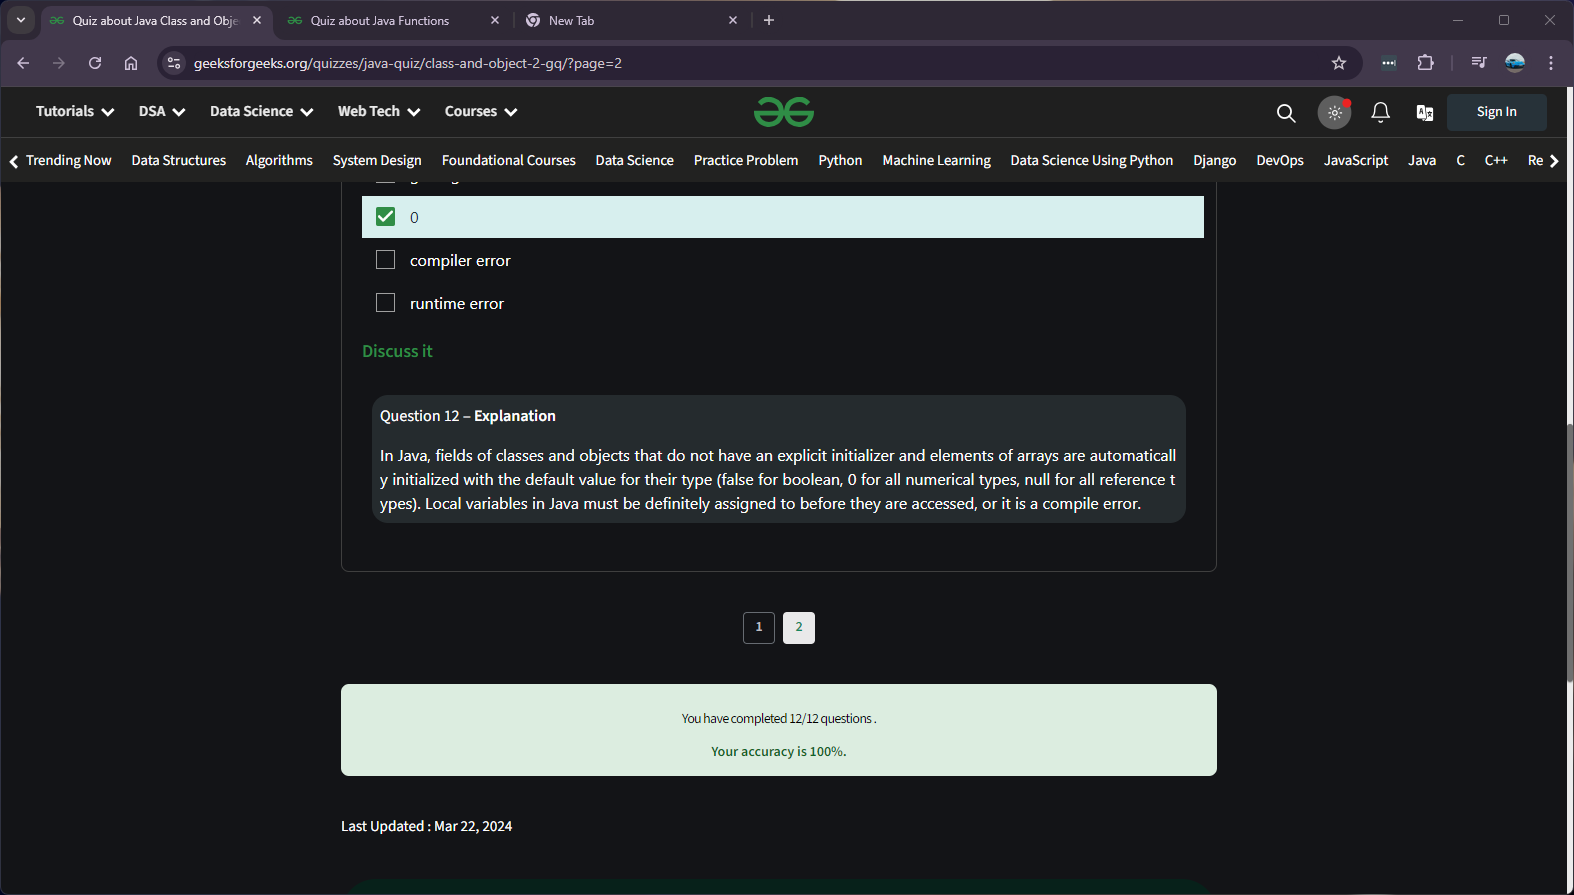 Quiz about Java Class and Obje
Quiz about Java Functions
New Tab
geeksforgeeks.org/quizzes/java-quiz/class-and-object-2-gq/?page=2
Tutorials DSA Data Science Web Tech Courses Sign In
Trending Now Data Structures Algorithms System Design Foundational Courses Data Science Practice Problem Python Machine Learning Data Science Using Python Django DevOps JavaScript Java C C++ Re
0
compiler error
runtime error
Discuss it
Question 12 – Explanation
In Java, fields of classes and objects that do not have an explicit initializer and elements of arrays are automaticall
y initialized with the default value for their type (false for boolean, 0 for all numerical types, null for all reference t
ypes). Local variables in Java must be definitely assigned to before they are accessed, or it is a compile error.
1 2
You have completed 12/12 questions .
Your accuracy is 100%.
Last Updated : Mar 22, 2024